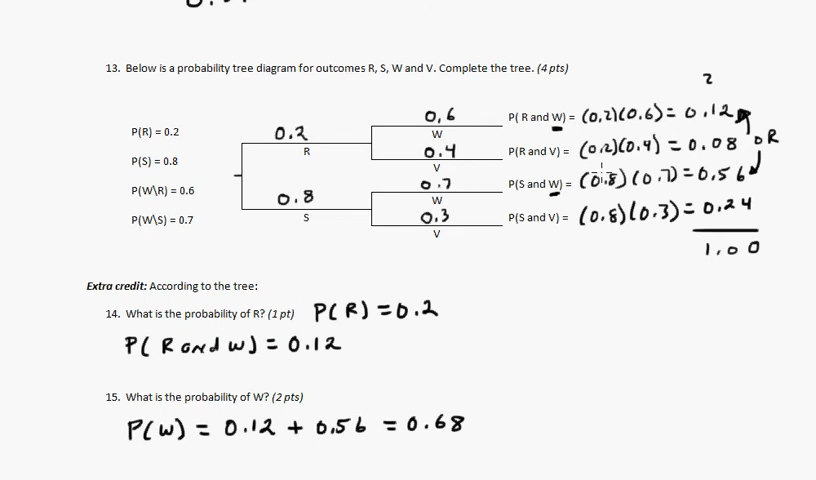 13. Below is a probability tree diagram for outcomes R, S, W and V. Complete the tree. (4 pts)
2
P(R) = 0.2
P(S) = 0.8
P(W\R) = 0.6
P(W\S) = 0.7
0.2
R
0.8
S
0.6
W
0.4
V
0.7
W
0.3
V
P( R and W) = (0.2)(0.6) = 0.12
P(R and V) = (0.2)(0.4) = 0.08 OR
P(S and W) = (0.8)(0.7) = 0.56
P(S and V) = (0.8)(0.3) = 0.24
1.00
Extra credit: According to the tree:
14. What is the probability of R? (1 pt) P(R) = 0.2
P( R and W) = 0.12
15. What is the probability of W? (2 pts)
P(W) = 0.12 + 0.56 = 0.68